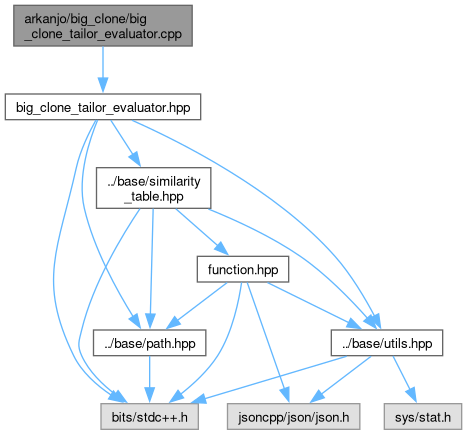 arkanjo/big_clone/big
_clone_tailor_evaluator.cpp
big_clone_tailor_evaluator.hpp
../base/similarity
_table.hpp
function.hpp
../base/path.hpp
../base/utils.hpp
bits/stdc++.h
jsoncpp/json/json.h
sys/stat.h